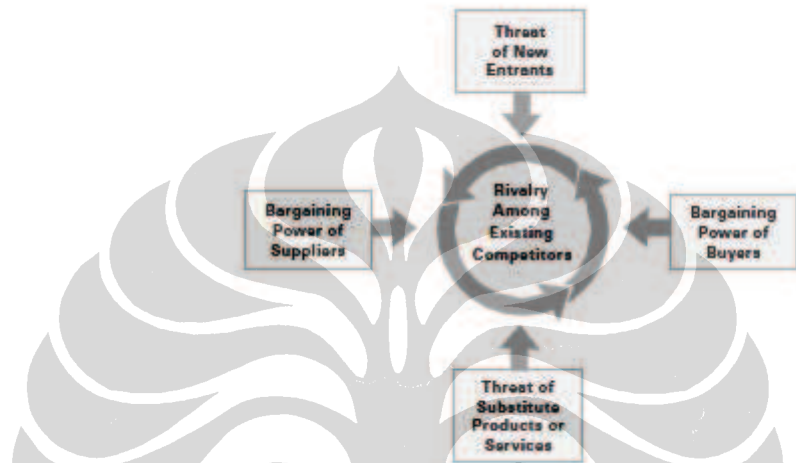 Threat
of New
Entrants
Bargaining
Power of
Suppliers
Rivalry
Among
Existing
Competitors
Bargaining
Power of
Buyers
Threat of
Substitute
Products or
Services